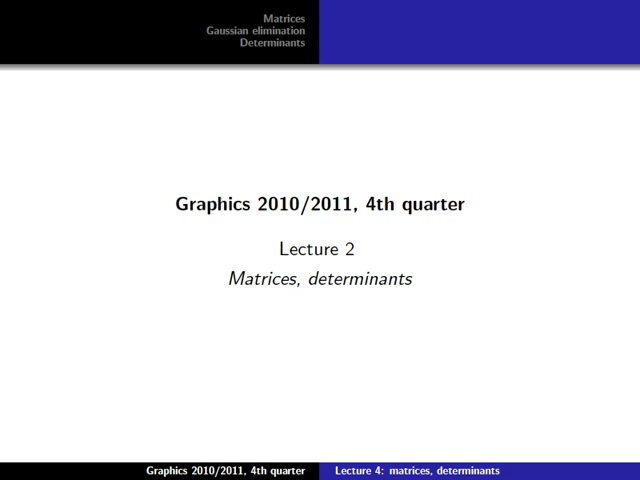 Matrices
Gaussian elimination
Determinants
Graphics 2010/2011, 4th quarter
Lecture 2
Matrices, determinants
Graphics 2010/2011, 4th quarter
Lecture 4: matrices, determinants